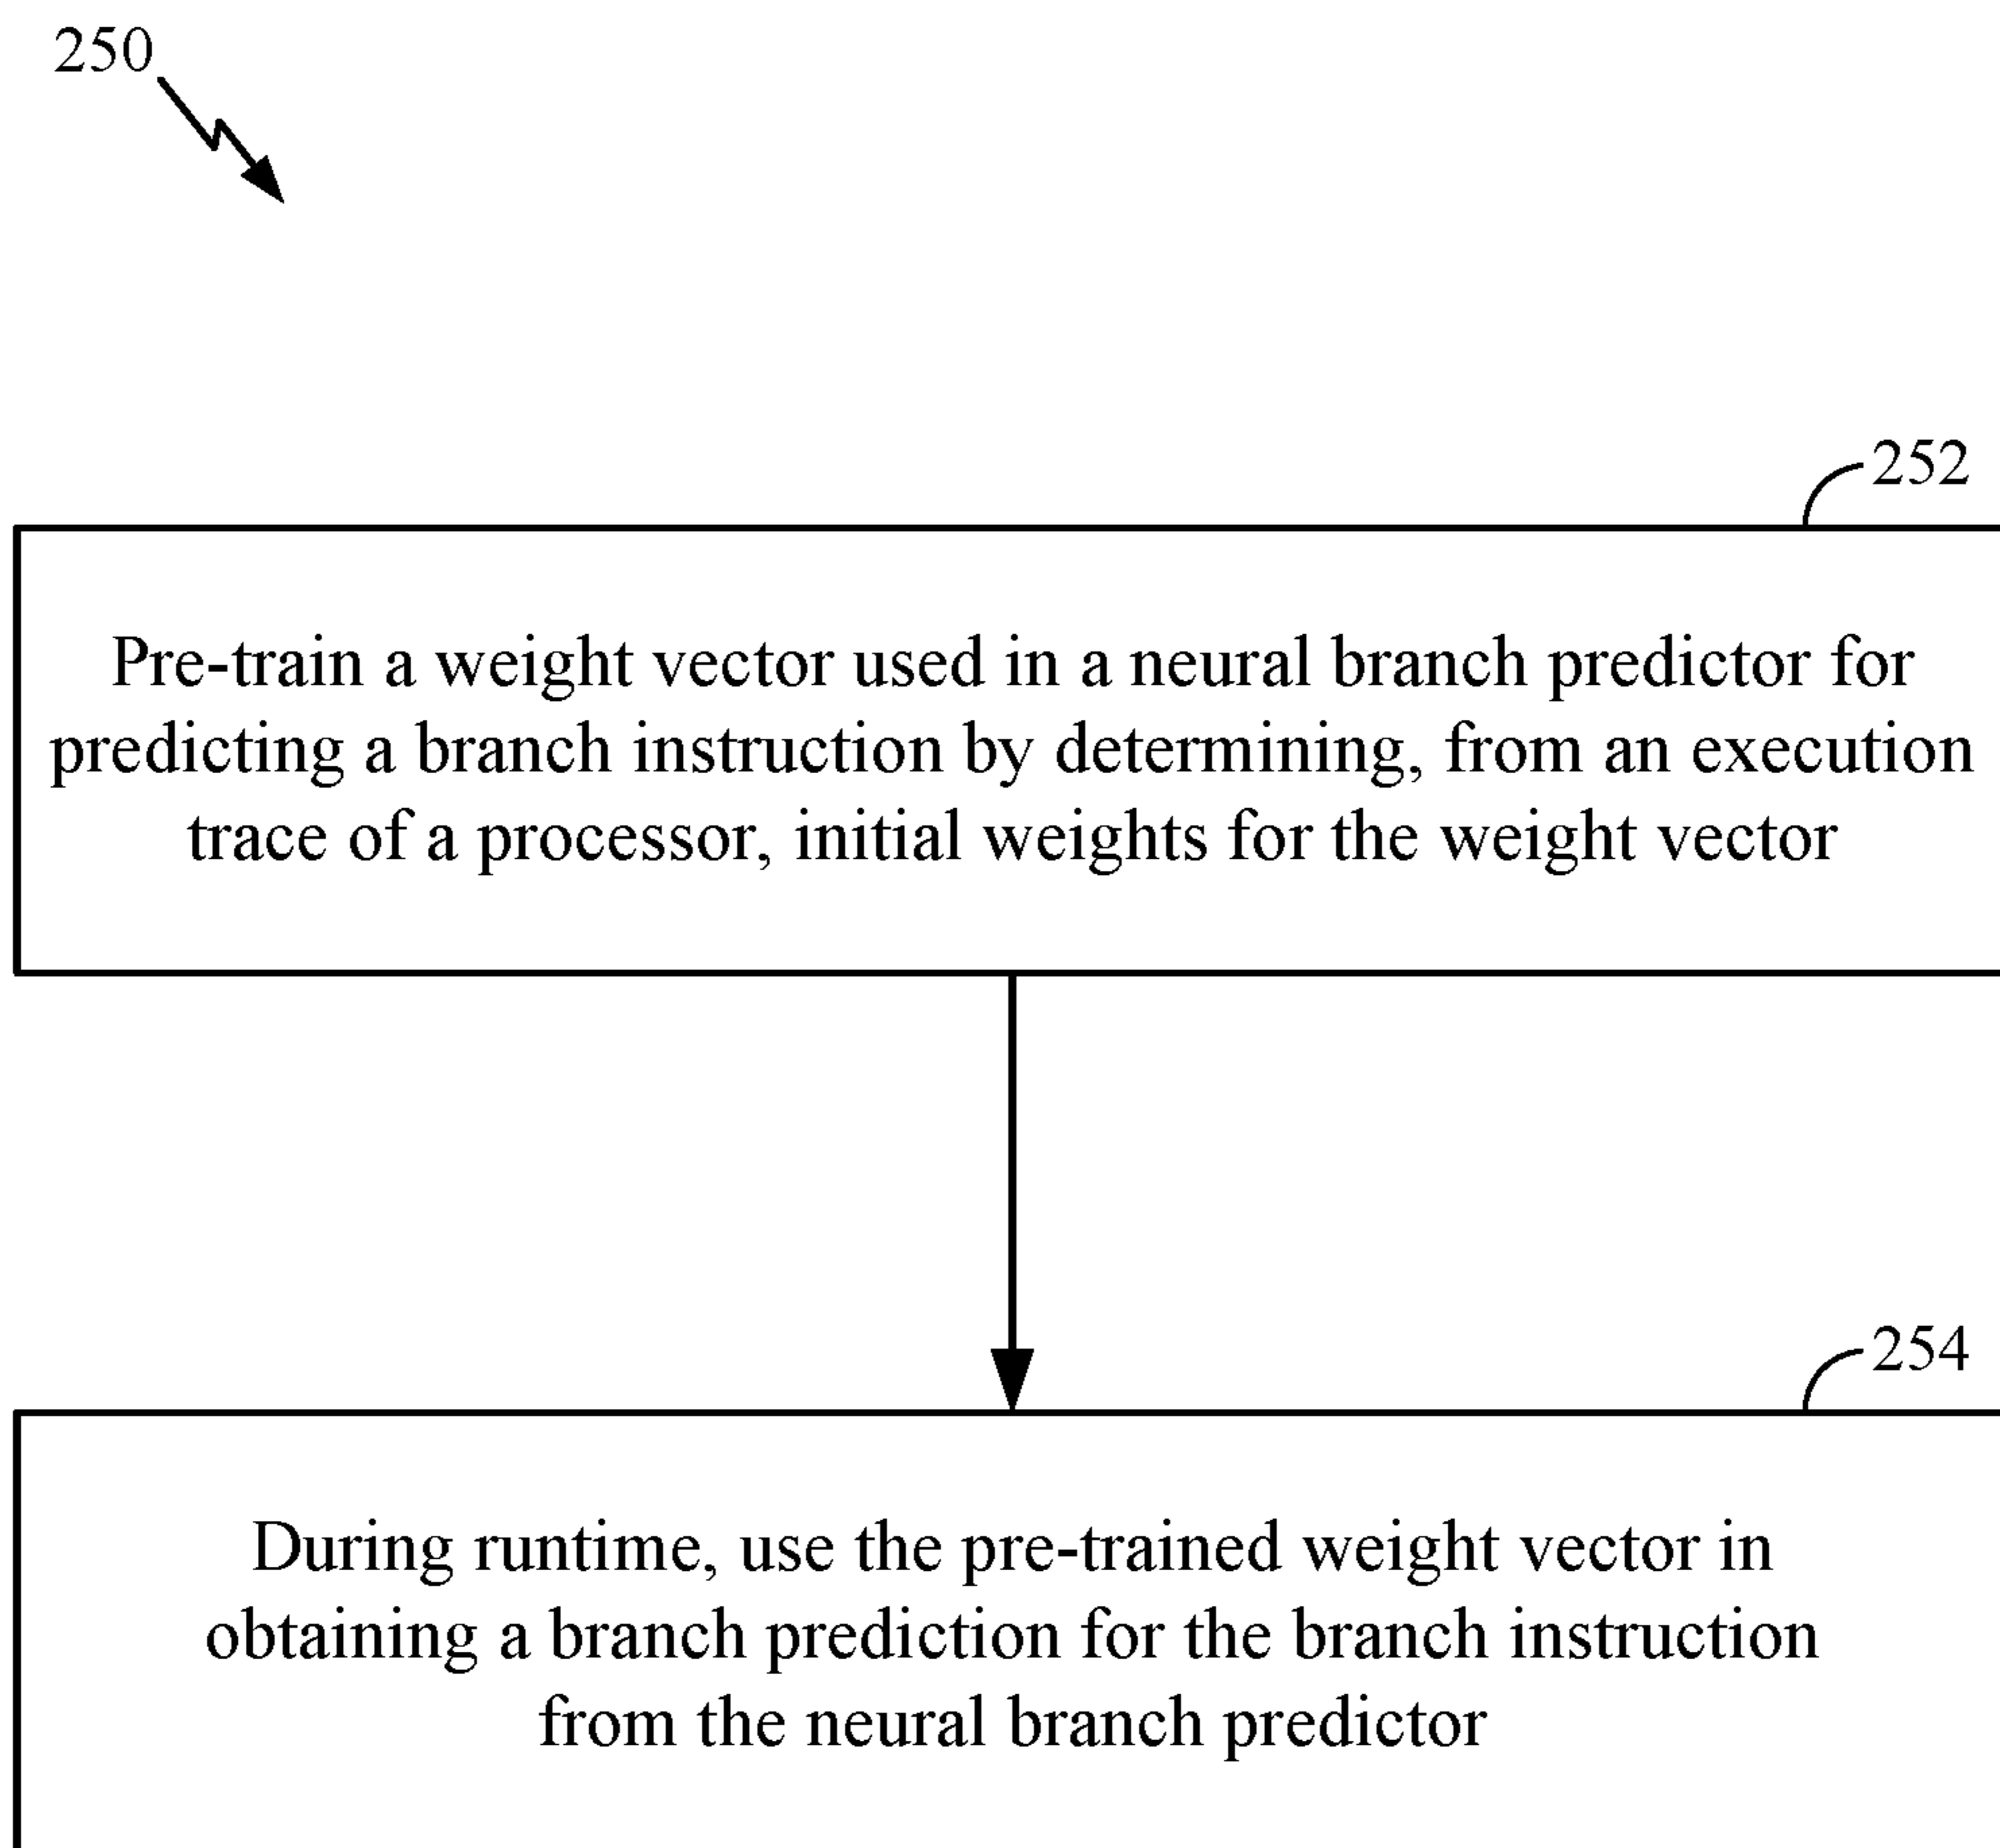 250
252
Pre-train a weight vector used in a neural branch predictor for
predicting a branch instruction by determining, from an execution
trace of a processor, initial weights for the weight vector
254
During runtime, use the pre-trained weight vector in
obtaining a branch prediction for the branch instruction
from the neural branch predictor